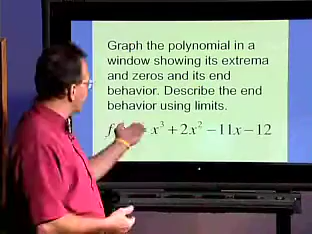 Graph the polynomial in a
window showing its extrema
and zeros and its end
behavior. Describe the end
behavior using limits.
= x³ + 2x² − 11x − 12